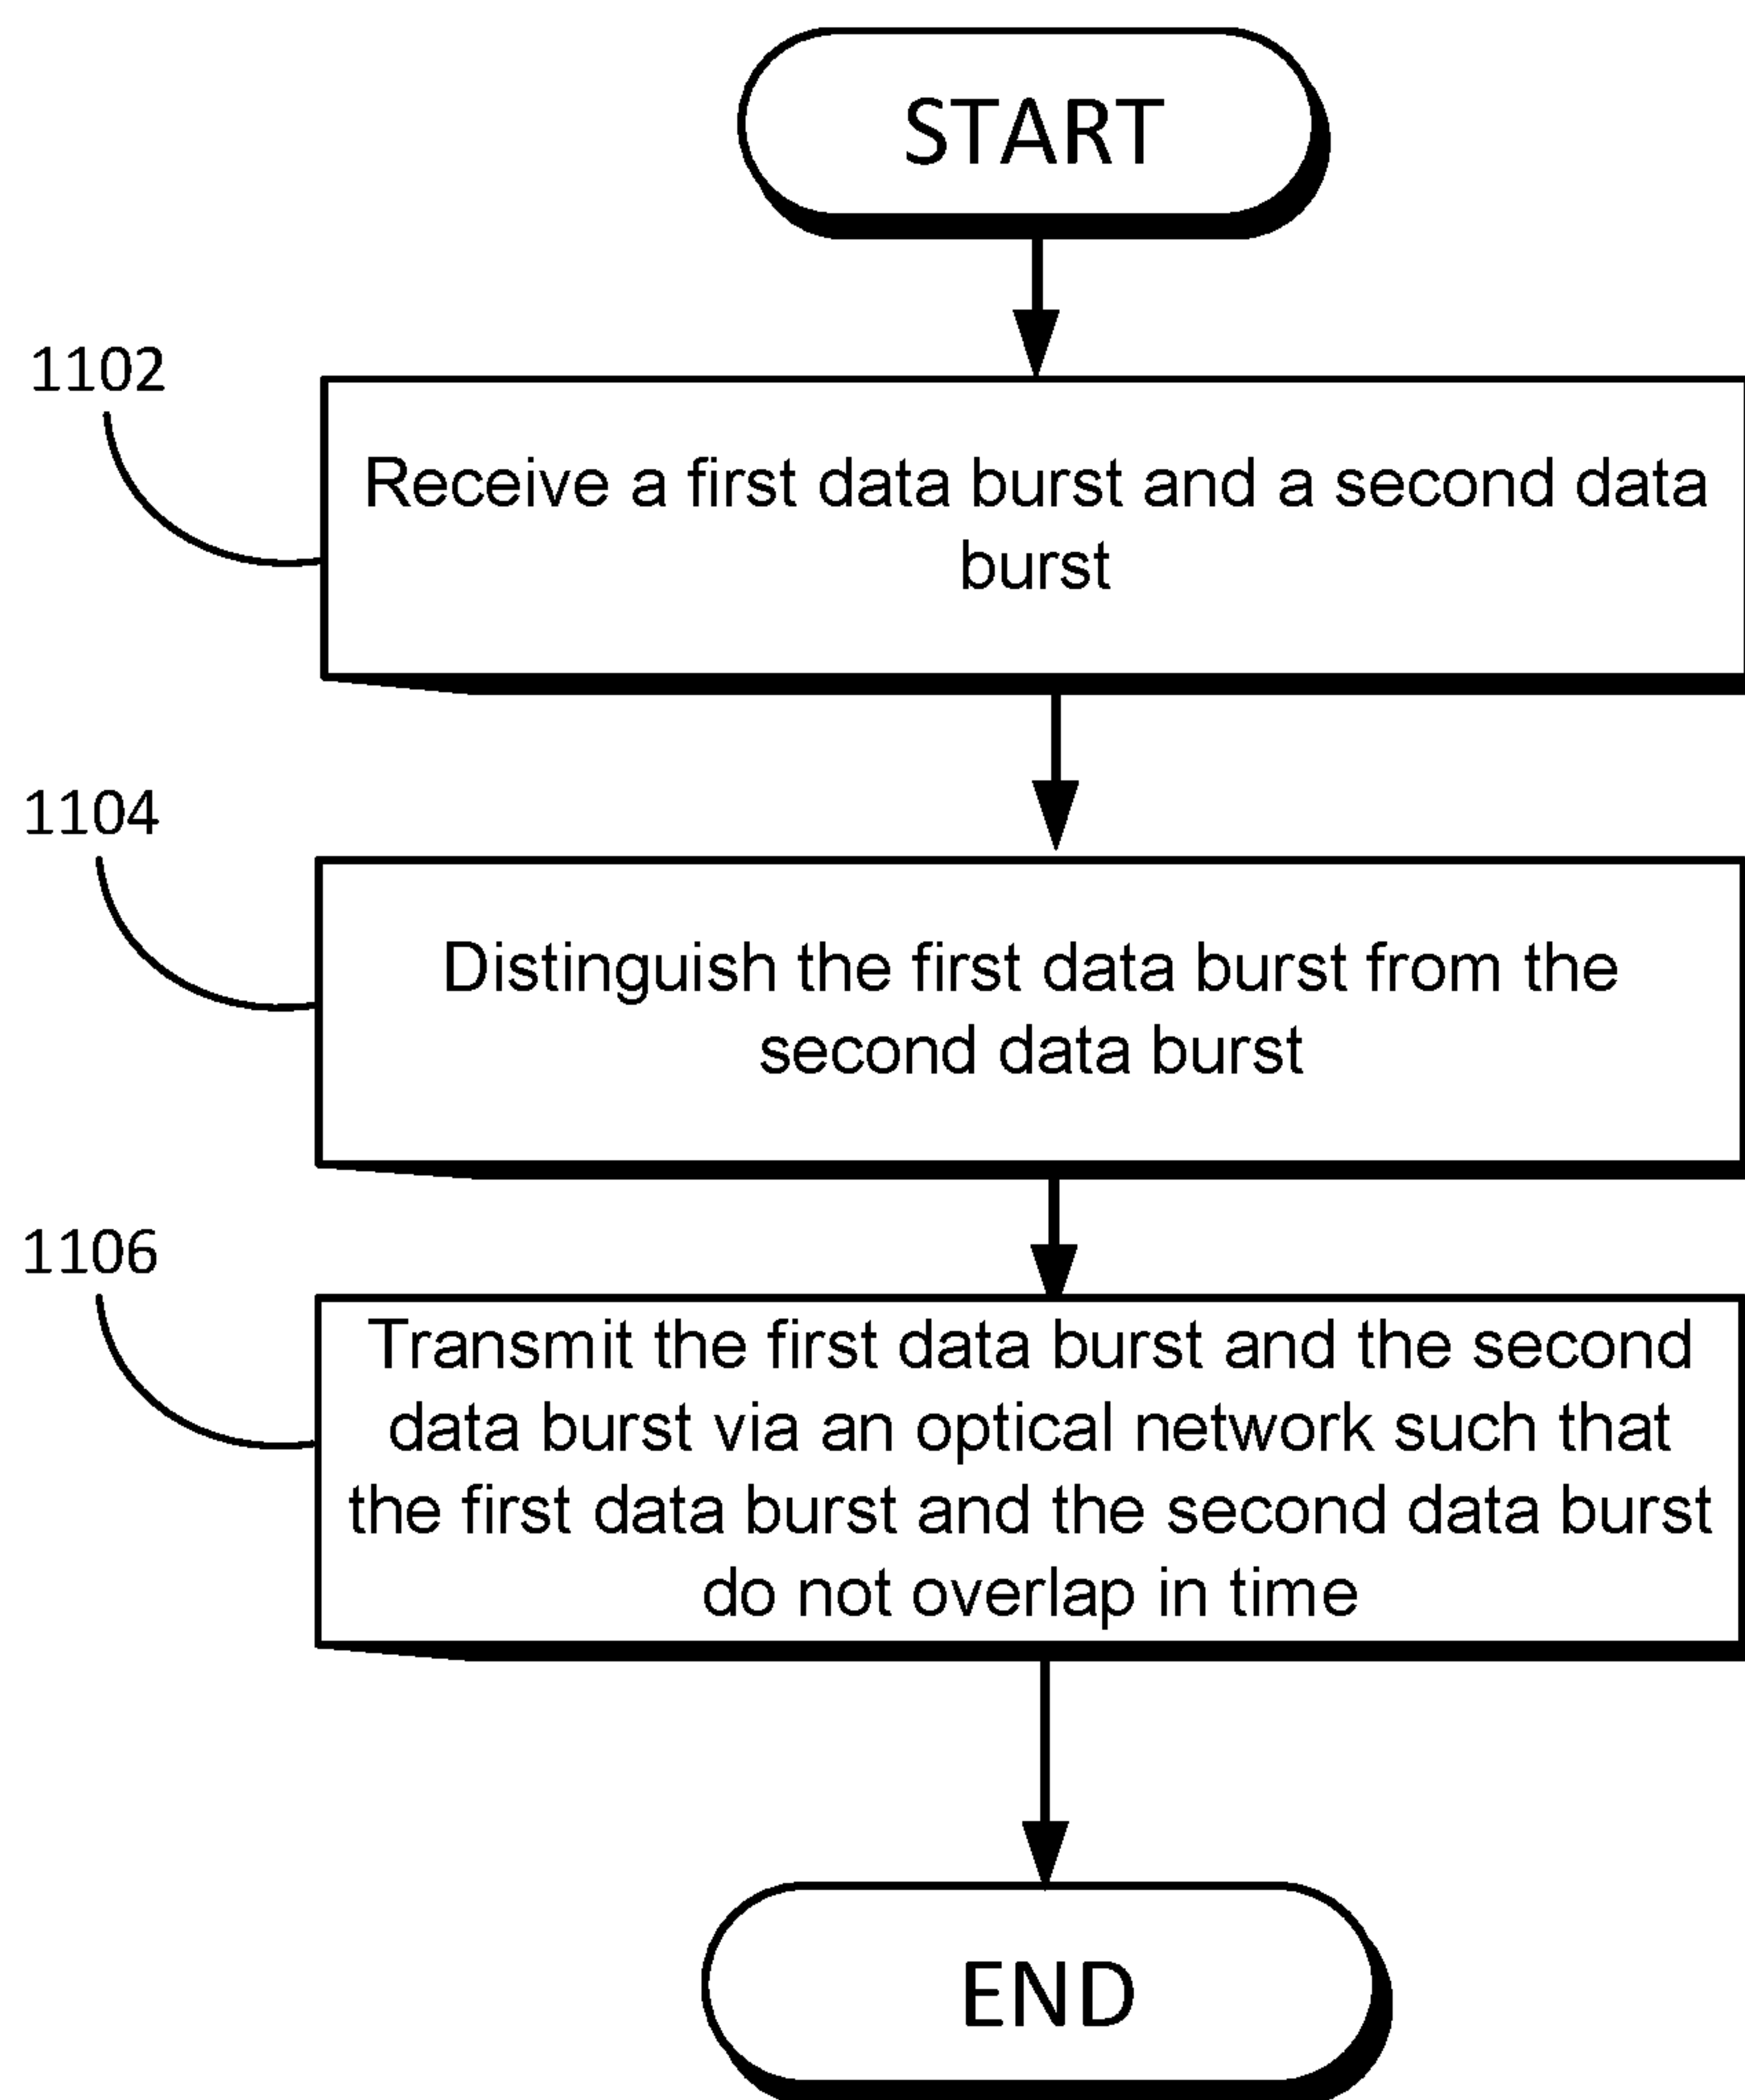 START
1102
Receive a first data burst and a second data
burst
1104
Distinguish the first data burst from the
second data burst
1106
Transmit the first data burst and the second
data burst via an optical network such that
the first data burst and the second data burst
do not overlap in time
END